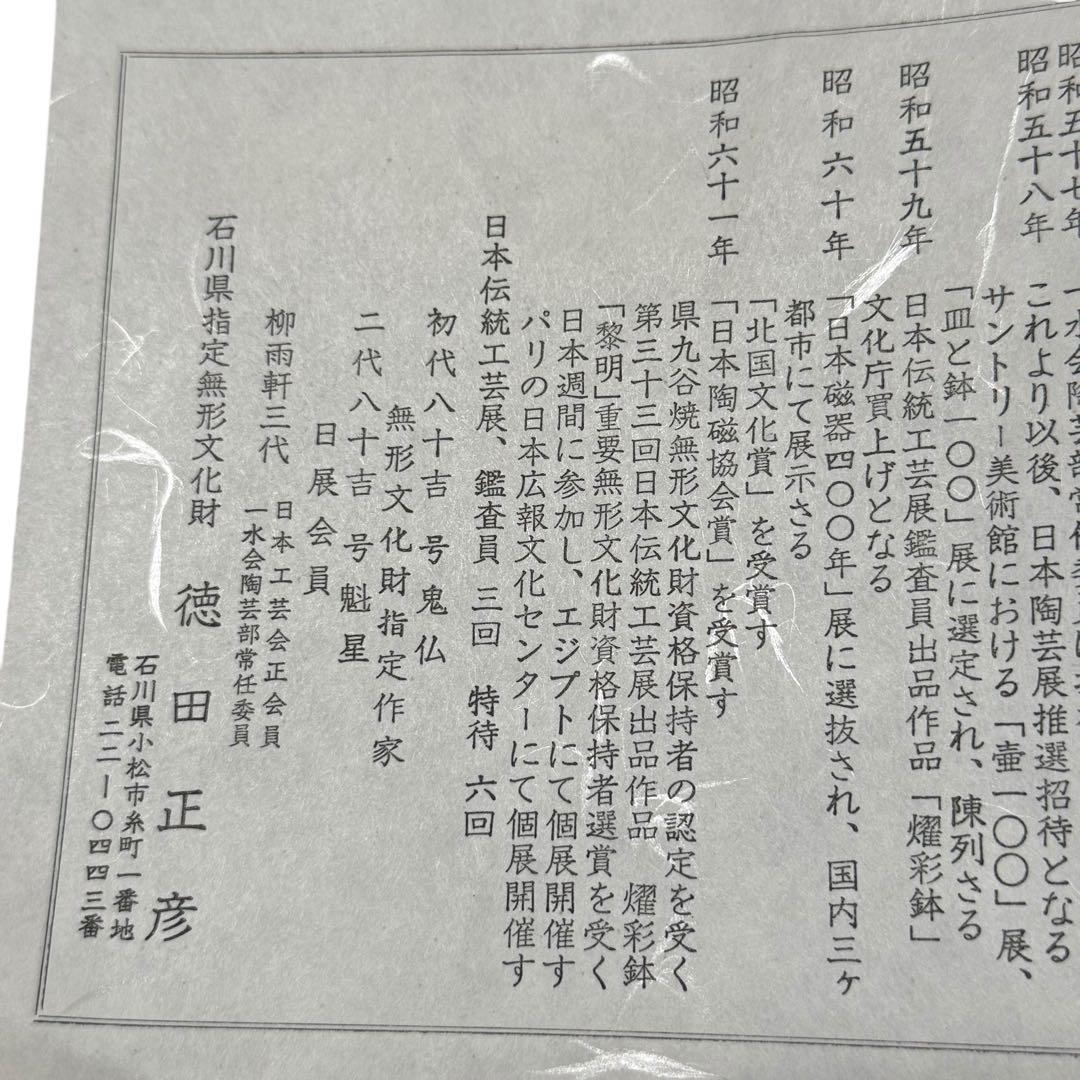 昭和五十七年 一水会陶芸部常任委員
昭和五十八年 これより以後、日本陶芸展推選招待となる
サントリー美術館における「壷一〇〇」展、
「皿と鉢一〇〇」展に選定され、陳列さる
昭和五十九年 日本伝統工芸展鑑査員出品作品「燿彩鉢」
文化庁買上げとなる
昭和六十年 「日本磁器四〇〇年」展に選抜され、国内三ヶ
都市にて展示さる
「北国文化賞」を受賞す
昭和六十一年 「日本陶磁協会賞」を受賞す
県九谷焼無形文化財資格保持者の認定を受く
第三十三回日本伝統工芸展出品作品 燿彩鉢
「黎明」重要無形文化財資格保持者選賞を受く
日本週間に参加し、エジプトにて個展開催す
パリの日本広報文化センターにて個展開催す
日本伝統工芸展、鑑査員 三回 特待 六回
初代八十吉 号鬼仏
無形文化財指定作家
二代八十吉 号魁星
日展会員
柳雨軒三代 日本工芸会正会員
一水会陶芸部常任委員
石川県指定無形文化財 徳田正彦
石川県小松市糸町一番地
電話二二ー〇四四三番